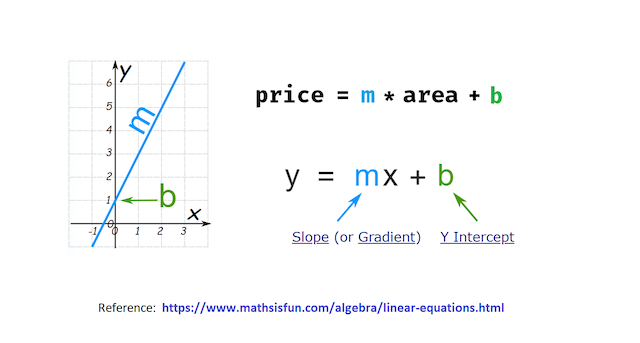 y
6
5
4
3
2
1
0
-1 0 1 2 3
x
m
b
price = m * area + b
y = mx + b
Slope (or Gradient) Y Intercept
Reference: https://www.mathsisfun.com/algebra/linear-equations.html